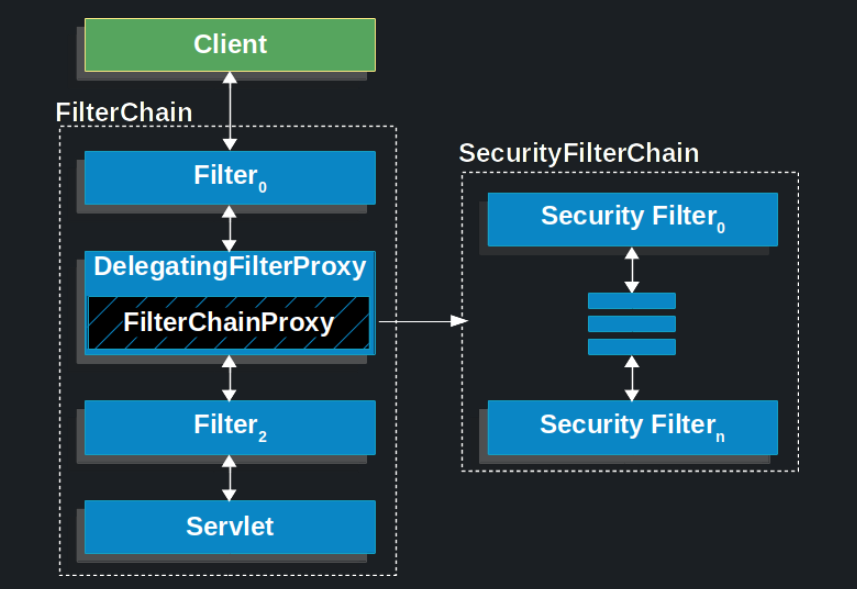 Client
FilterChain
Filter0
DelegatingFilterProxy
FilterChainProxy
Filter2
Servlet
SecurityFilterChain
Security Filter0
Security Filtern